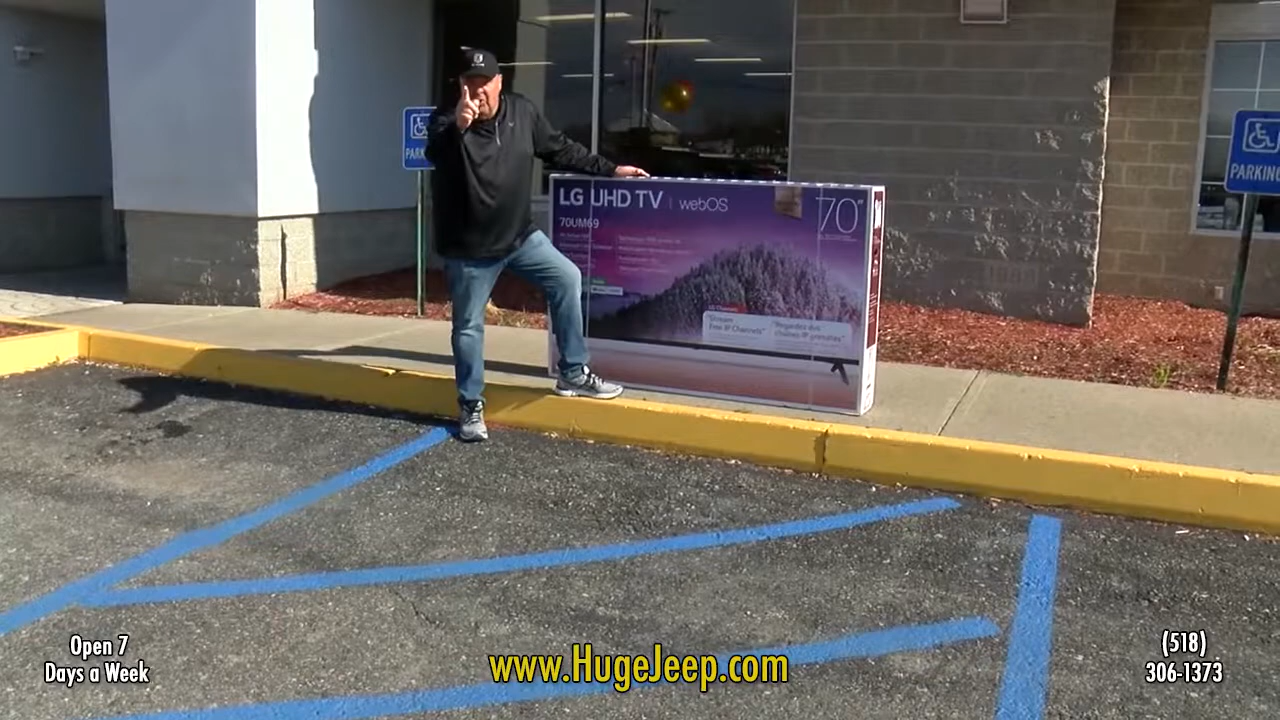 PARKING
LG UHD TV | webOS
70"
70UM69
"Stream
Free IP Channels"
"Regardez des
chaînes IP gratuites"
PARKING
Open 7
Days a Week
www.HugeJeep.com
(518)
306-1373